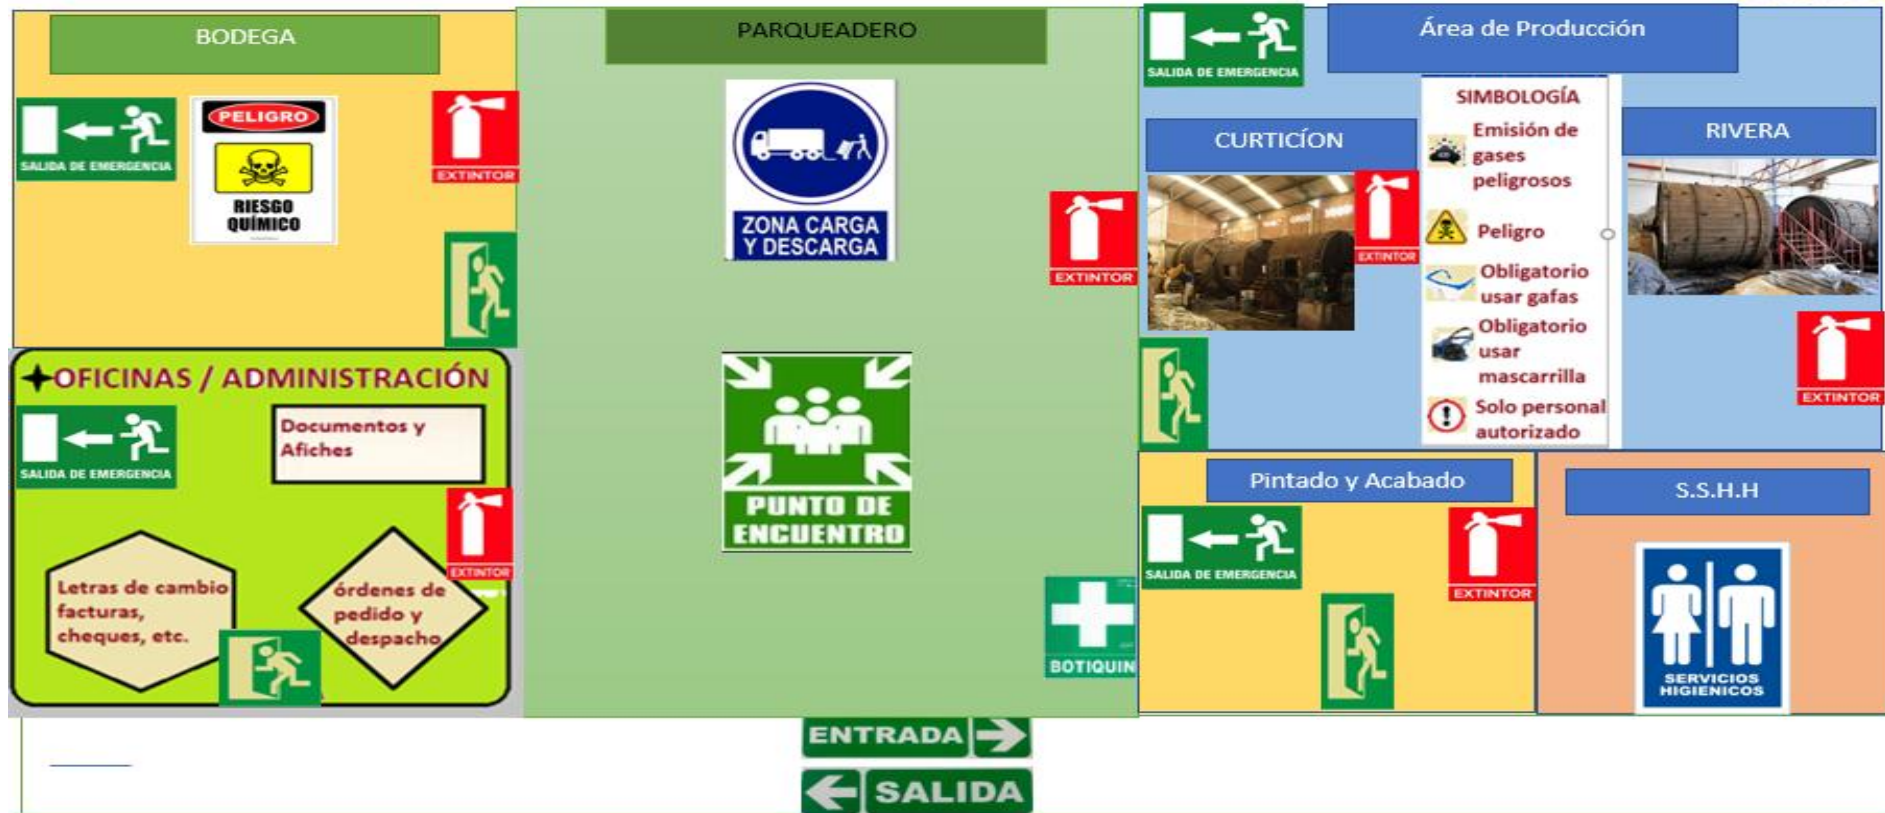 BODEGA
SALIDA DE EMERGENCIA
PELIGRO
RIESGO
QUÍMICO
EXTINTOR
✦OFICINAS / ADMINISTRACIÓN
SALIDA DE EMERGENCIA
Documentos y
Afiches
EXTINTOR
Letras de cambio
facturas,
cheques, etc.
órdenes de
pedido y
despacho
PARQUEADERO
ZONA CARGA
Y DESCARGA
EXTINTOR
PUNTO DE
ENCUENTRO
BOTIQUIN
Área de Producción
SALIDA DE EMERGENCIA
CURTICÍON
EXTINTOR
SIMBOLOGÍA
Emisión de
gases
peligrosos
Peligro
Obligatorio
usar gafas
Obligatorio
usar
mascarrilla
Solo personal
autorizado
RIVERA
EXTINTOR
Pintado y Acabado
SALIDA DE EMERGENCIA
EXTINTOR
S.S.H.H
SERVICIOS
HIGIENICOS
ENTRADA
SALIDA